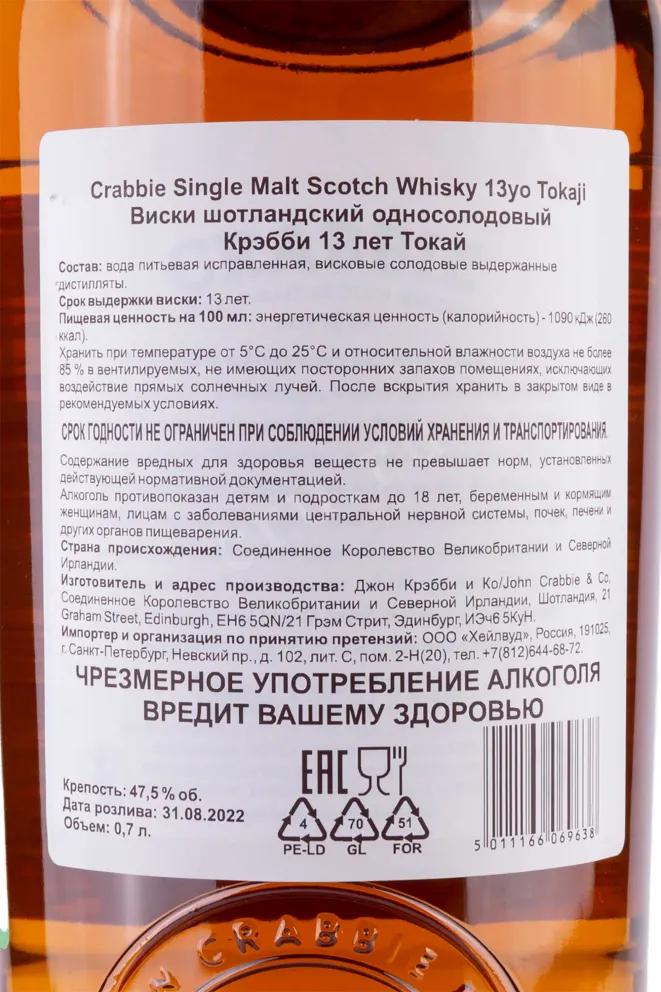 Crabbie Single Malt Scotch Whisky 13yo Tokaji
Виски шотландский односолодовый
Крэбби 13 лет Токай
Состав: вода питьевая исправленная, висковые солодовые выдержанные
дистилляты.
Срок выдержки виски: 13 лет.
Пищевая ценность на 100 мл: энергетическая ценность (калорийность) - 1090 кДж (260
ккал).
Хранить при температуре от 5°С до 25°С и относительной влажности воздуха не более
85 % в вентилируемых, не имеющих посторонних запахов помещениях, исключающих
воздействие прямых солнечных лучей. После вскрытия хранить в закрытом виде в
рекомендуемых условиях.
СРОК ГОДНОСТИ НЕ ОГРАНИЧЕН ПРИ СОБЛЮДЕНИИ УСЛОВИЙ ХРАНЕНИЯ И ТРАНСПОРТИРОВАНИЯ.
Содержание вредных для здоровья веществ не превышает норм, установленных
действующей нормативной документацией.
Алкоголь противопоказан детям и подросткам до 18 лет, беременным и кормящим
женщинам, лицам с заболеваниями центральной нервной системы, почек, печени и
других органов пищеварения.
Страна происхождения: Соединенное Королевство Великобритании и Северной
Ирландии.
Изготовитель и адрес производства: Джон Крэбби и Ко/John Crabbie & Co,
Соединенное Королевство Великобритании и Северной Ирландии, Шотландия, 21
Graham Street, Edinburgh, EH6 5QN/21 Грэм Стрит, Эдинбург, ИЭч6 5КуН.
Импортер и организация по принятию претензий: ООО «Хейлвуд», Россия, 191025,
г. Санкт-Петербург, Невский пр., д. 102, лит. С, пом. 2-Н(20), тел. +7(812)644-68-72.
ЧРЕЗМЕРНОЕ УПОТРЕБЛЕНИЕ АЛКОГОЛЯ
ВРЕДИТ ВАШЕМУ ЗДОРОВЬЮ
Крепость: 47,5 % об.
Дата розлива: 31.08.2022
Объем: 0,7 л.
EAC
4 70 51
PE-LD GL FOR
5 011166 069638
CRABBIE